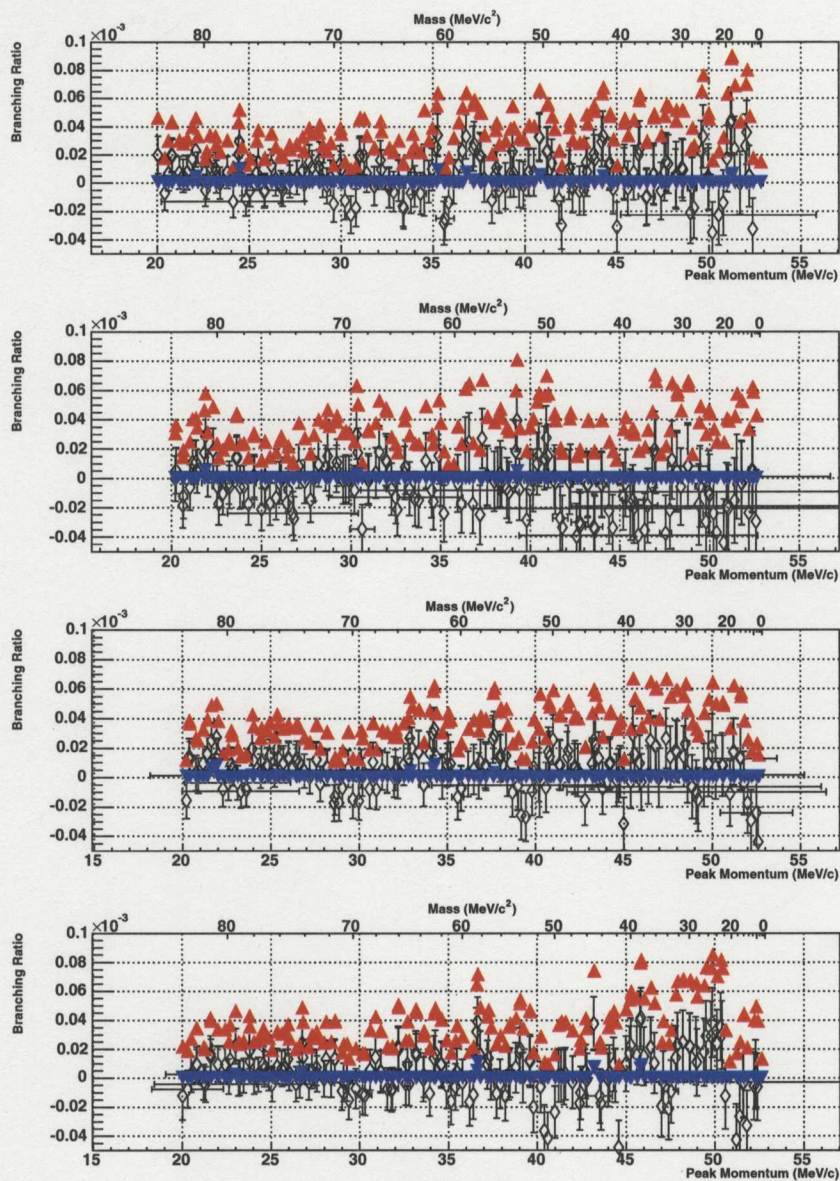 Mass (MeV/c²)
×10⁻³ 80 70 60 50 40 30 20 10 0
Branching Ratio
0.1
0.08
0.06
0.04
0.02
0
-0.02
-0.04
20 25 30 35 40 45 50 55
Peak Momentum (MeV/c)
Mass (MeV/c²)
×10⁻³ 80 70 60 50 40 30 20 0
Branching Ratio
0.1
0.08
0.06
0.04
0.02
0
-0.02
-0.04
20 25 30 35 40 45 50 55
Peak Momentum (MeV/c)
Mass (MeV/c²)
×10⁻³ 80 70 60 50 40 30 20 0
Branching Ratio
0.1
0.08
0.06
0.04
0.02
0
-0.02
-0.04
15 20 25 30 35 40 45 50 55
Peak Momentum (MeV/c)
Mass (MeV/c²)
×10⁻³ 80 70 60 50 40 30 20 0
Branching Ratio
0.1
0.08
0.06
0.04
0.02
0
-0.02
-0.04
15 20 25 30 35 40 45 50 55
Peak Momentum (MeV/c)